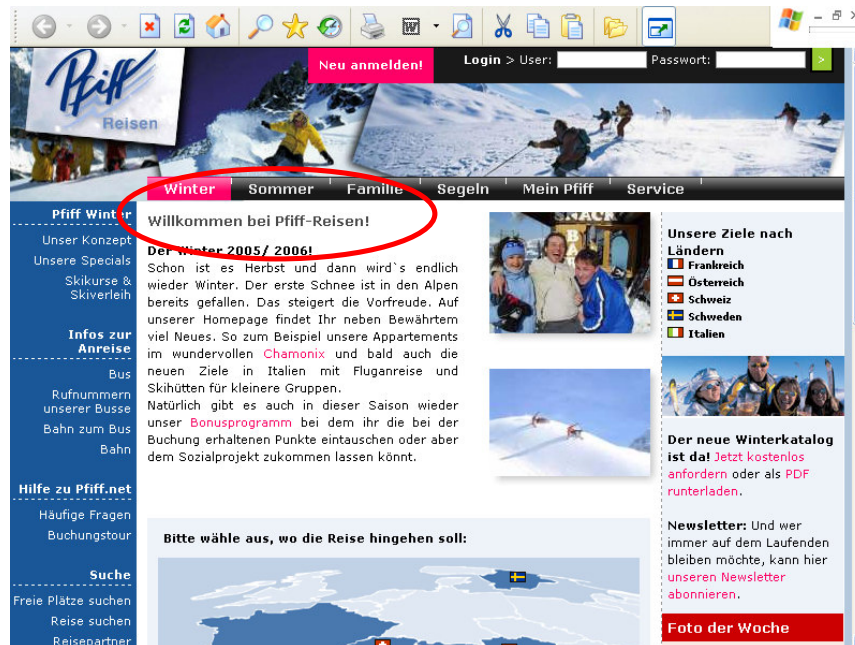 Pfiff
Reisen
Neu anmelden!
Login > User:
Passwort:
>
Winter Sommer Familie Segeln Mein Pfiff Service
Pfiff Winter
Unser Konzept
Unsere Specials
Skikurse &
Skiverleih
Infos zur
Anreise
Bus
Rufnummern
unserer Busse
Bahn zum Bus
Bahn
Hilfe zu Pfiff.net
Häufige Fragen
Buchungstour
Suche
Freie Plätze suchen
Reise suchen
Reisepartner
Willkommen bei Pfiff-Reisen!
Der Winter 2005/ 2006!
Schon ist es Herbst und dann wird`s endlich
wieder Winter. Der erste Schnee ist in den Alpen
bereits gefallen. Das steigert die Vorfreude. Auf
unserer Homepage findet Ihr neben Bewährtem
viel Neues. So zum Beispiel unsere Appartements
im wundervollen Chamonix und bald auch die
neuen Ziele in Italien mit Fluganreise und
Skihütten für kleinere Gruppen.
Natürlich gibt es auch in dieser Saison wieder
unser Bonusprogramm bei dem ihr die bei der
Buchung erhaltenen Punkte eintauschen oder aber
dem Sozialprojekt zukommen lassen könnt.
SNACK
Bitte wähle aus, wo die Reise hingehen soll:
Unsere Ziele nach
Ländern
Frankreich
Österreich
Schweiz
Schweden
Italien
Der neue Winterkatalog
ist da! Jetzt kostenlos
anfordern oder als PDF
runterladen.
Newsletter: Und wer
immer auf dem Laufenden
bleiben möchte, kann hier
unseren Newsletter
abonnieren.
Foto der Woche